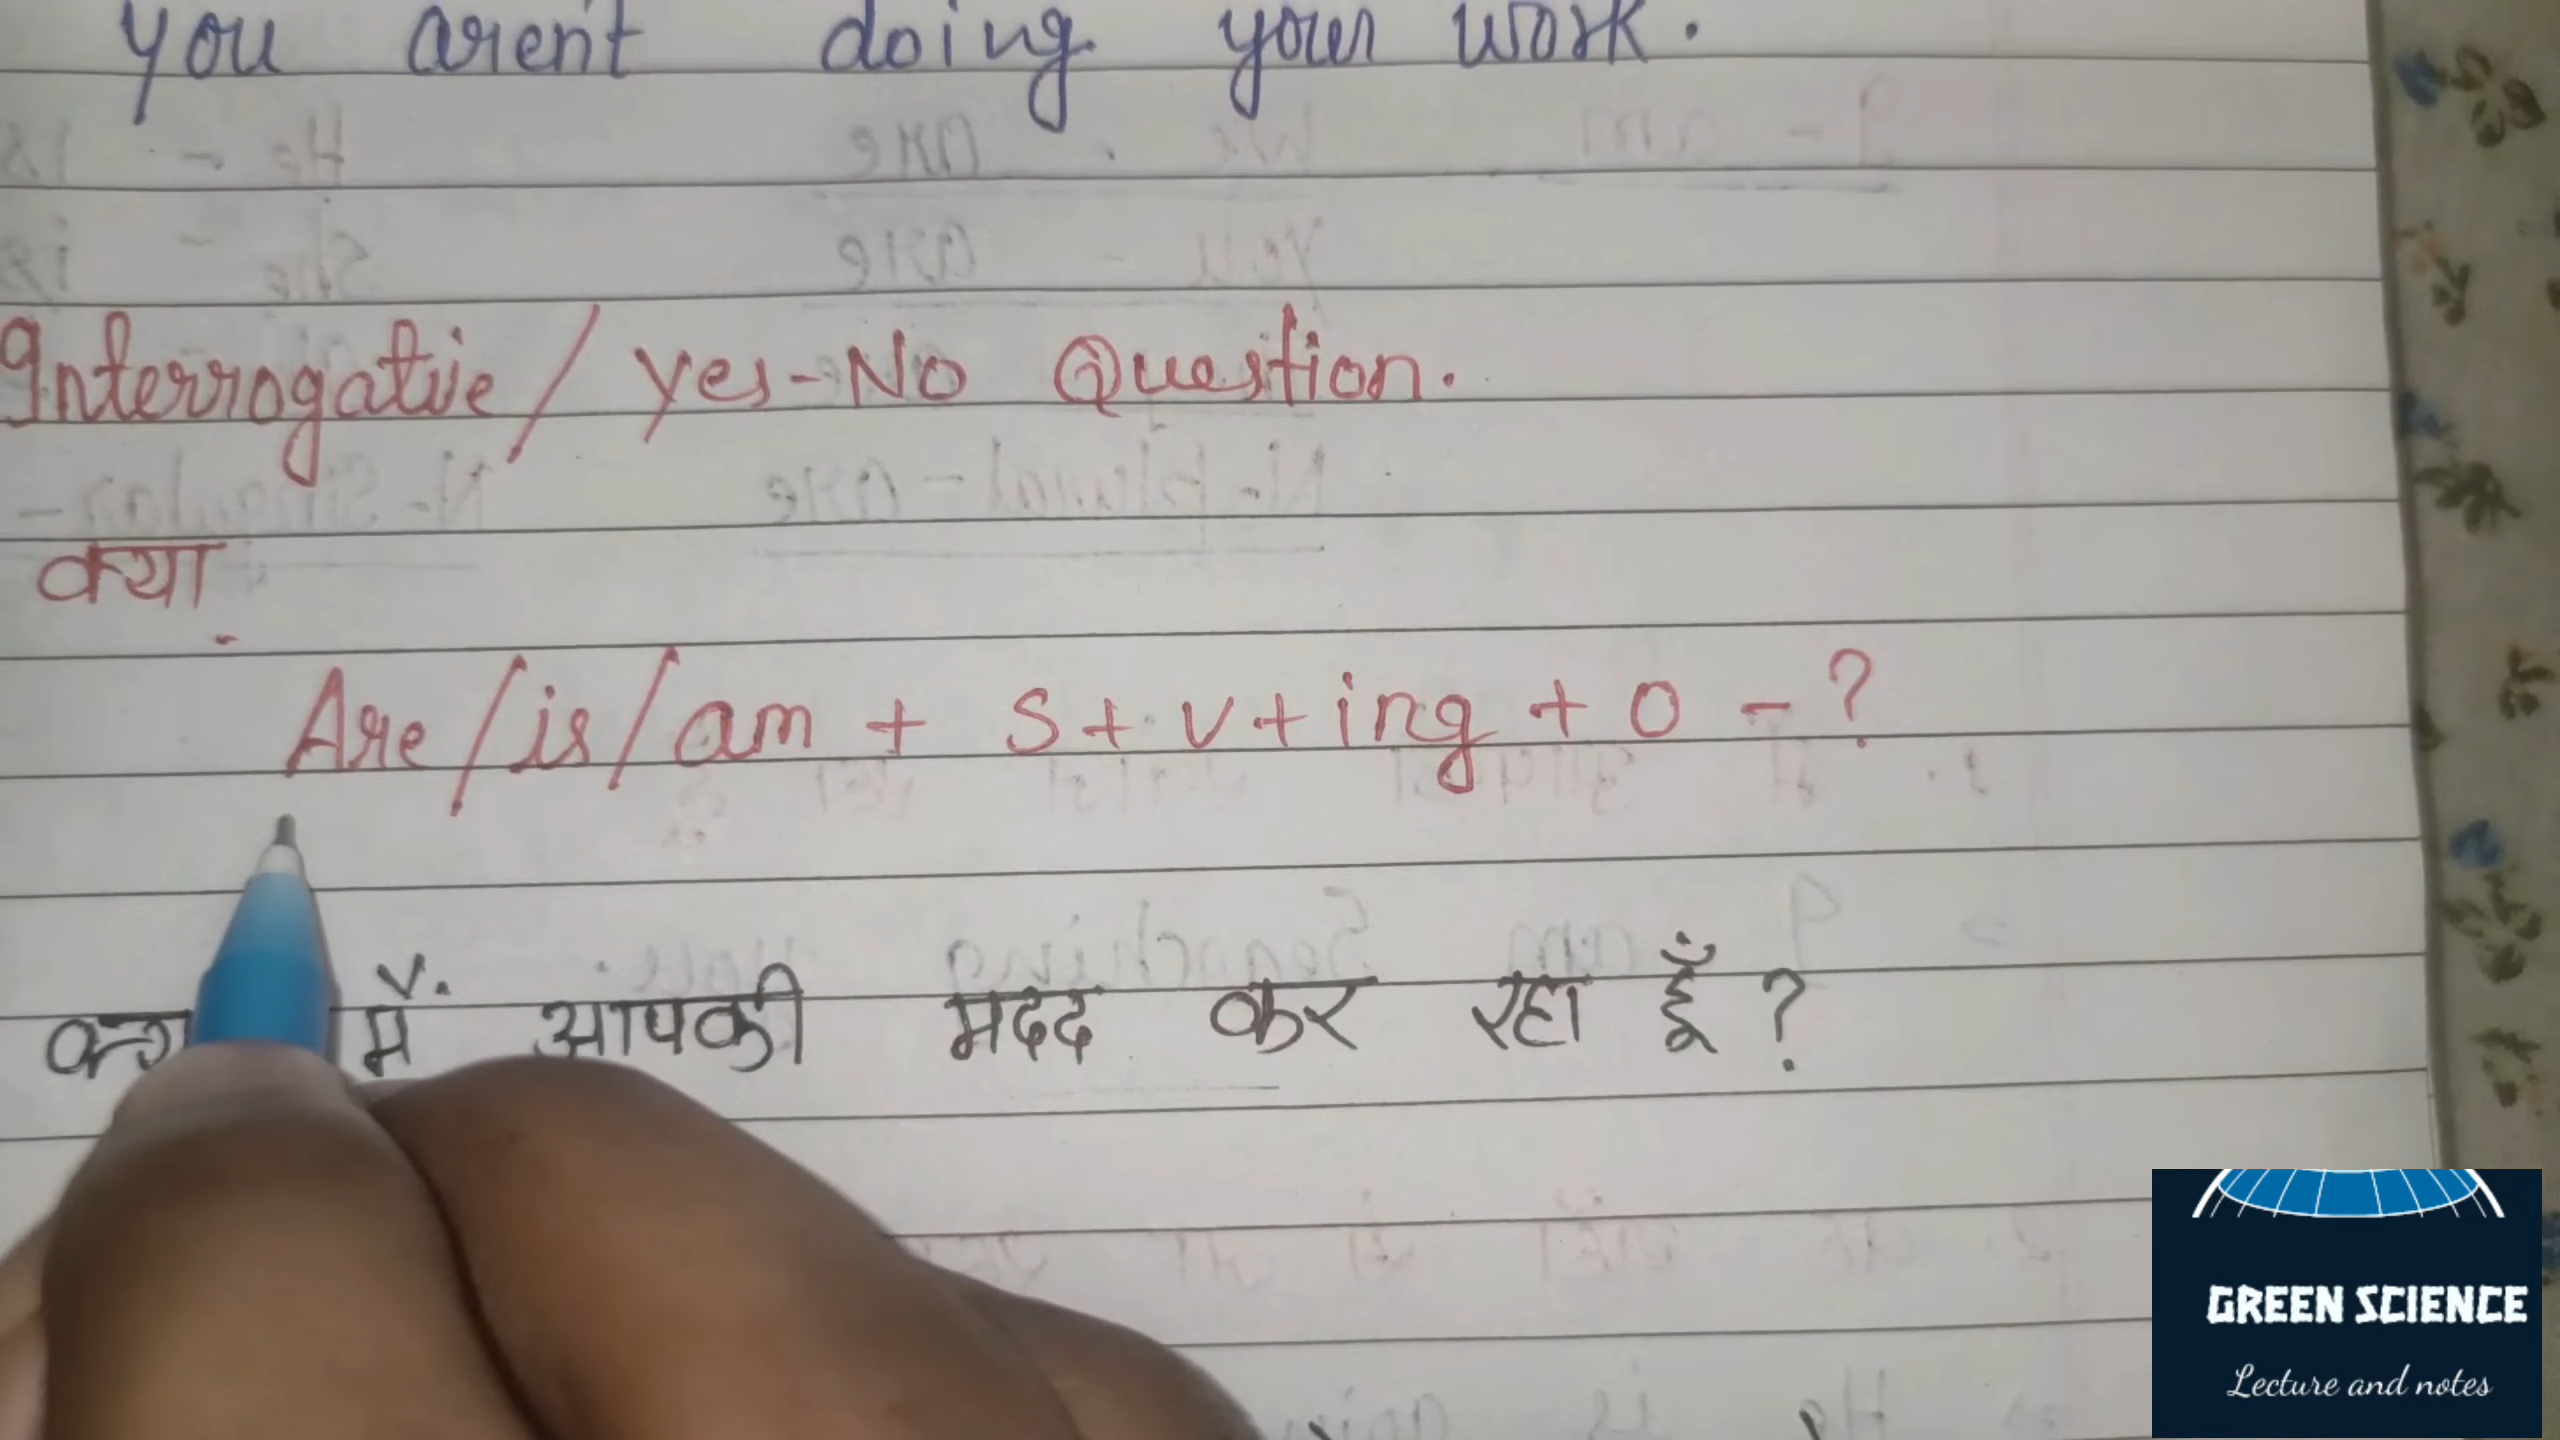 you aren't doing your work.
Interrogative / Yes-No Question.
क्या
Are/is/am + S + V + ing + O - ?
मैं आपकी मदद कर रहा हूँ ?
GREEN SCIENCE
Lecture and notes